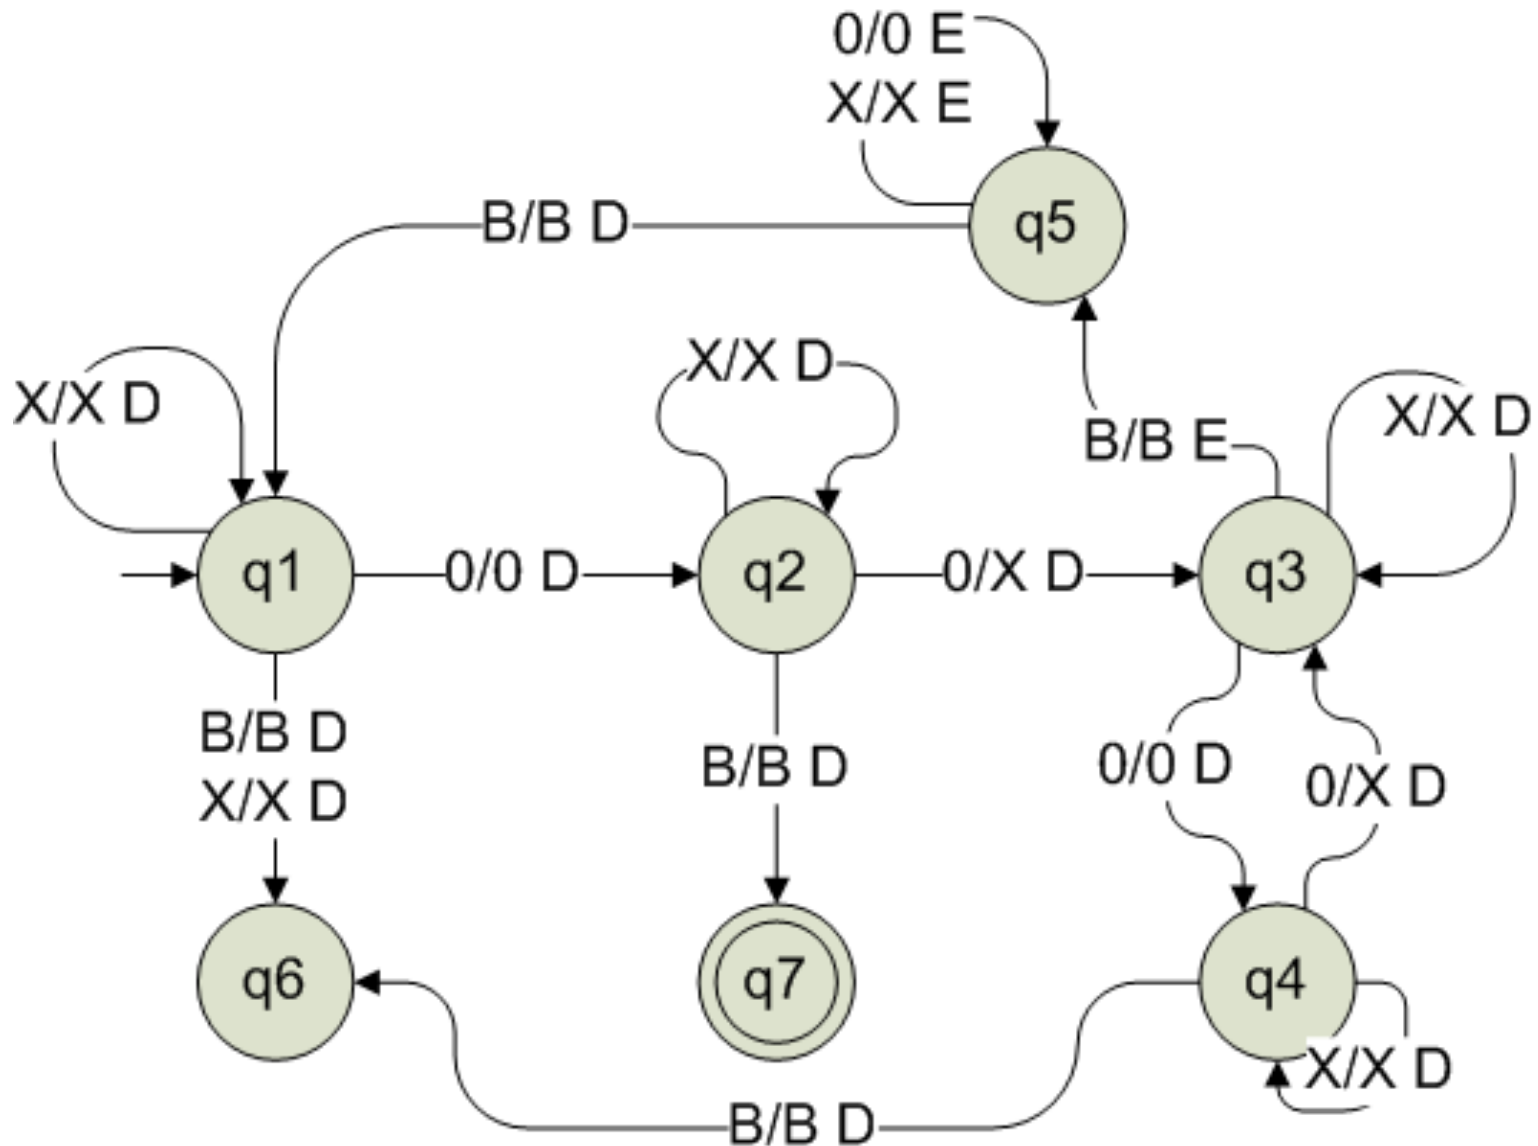 0/0 E
X/X E
q5
B/B D
X/X D
X/X D
X/X D
B/B E
q1
0/0 D
q2
0/X D
q3
B/B D
X/X D
B/B D
0/0 D
0/X D
q6
q7
q4
X/X D
B/B D